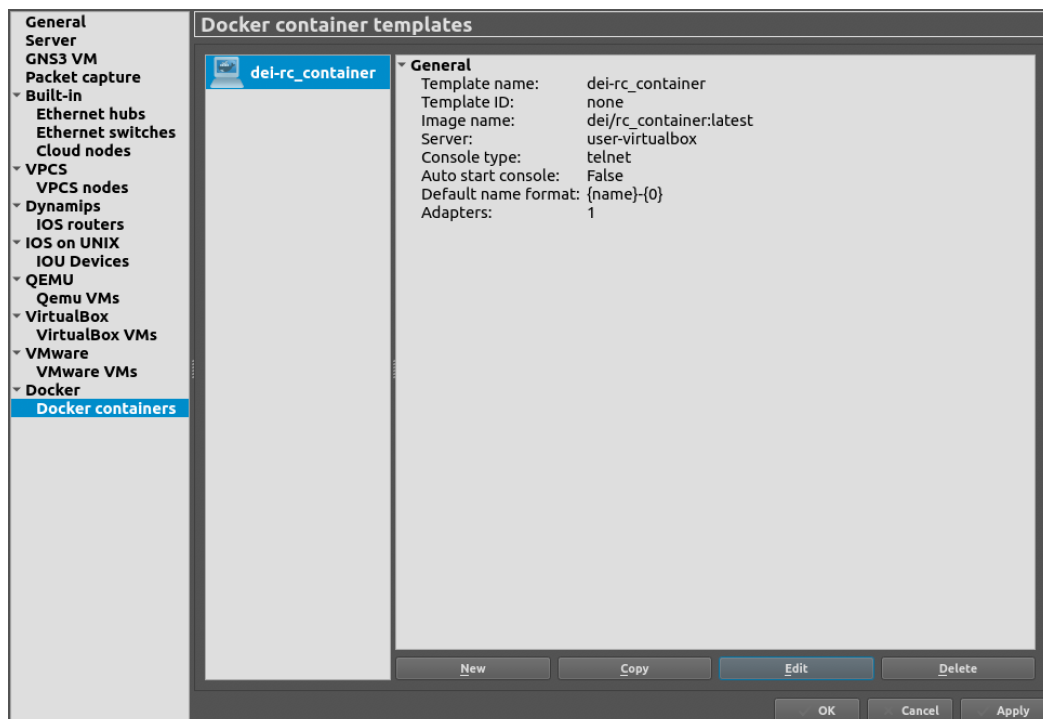 General
Server
GNS3 VM
Packet capture
Built-in
Ethernet hubs
Ethernet switches
Cloud nodes
VPCS
VPCS nodes
Dynamips
IOS routers
IOS on UNIX
IOU Devices
QEMU
Qemu VMs
VirtualBox
VirtualBox VMs
VMware
VMware VMs
Docker
Docker containers
Docker container templates
dei-rc_container
General
Template name: dei-rc_container
Template ID: none
Image name: dei/rc_container:latest
Server: user-virtualbox
Console type: telnet
Auto start console: False
Default name format: {name}-{0}
Adapters: 1
New Copy Edit Delete
OK Cancel Apply